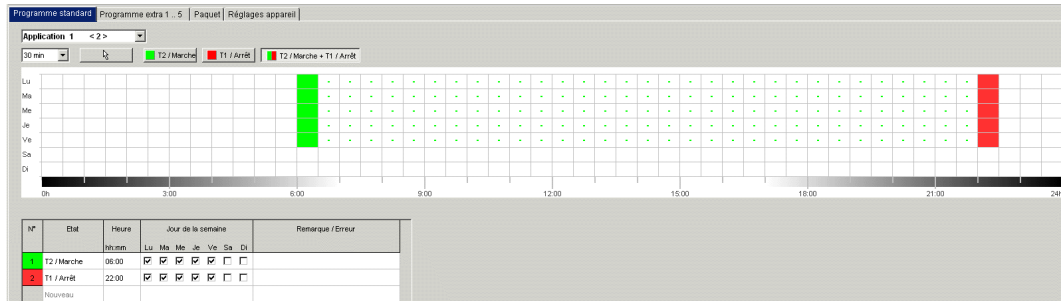 Programme standard Programme extra 1 .. 5 Paquet Réglages appareil
Application 1 < 2 >
30 min T2 / Marche T1 / Arrêt T2 / Marche + T1 / Arrêt
Lu
Ma
Me
Je
Ve
Sa
Di
0h 3:00 6:00 9:00 12:00 15:00 18:00 21:00 24h
N° Etat Heure Jour de la semaine Remarque / Erreur
hh:mm Lu Ma Me Je Ve Sa Di
1 T2 / Marche 06:00
2 T1 / Arrêt 22:00
Nouveau